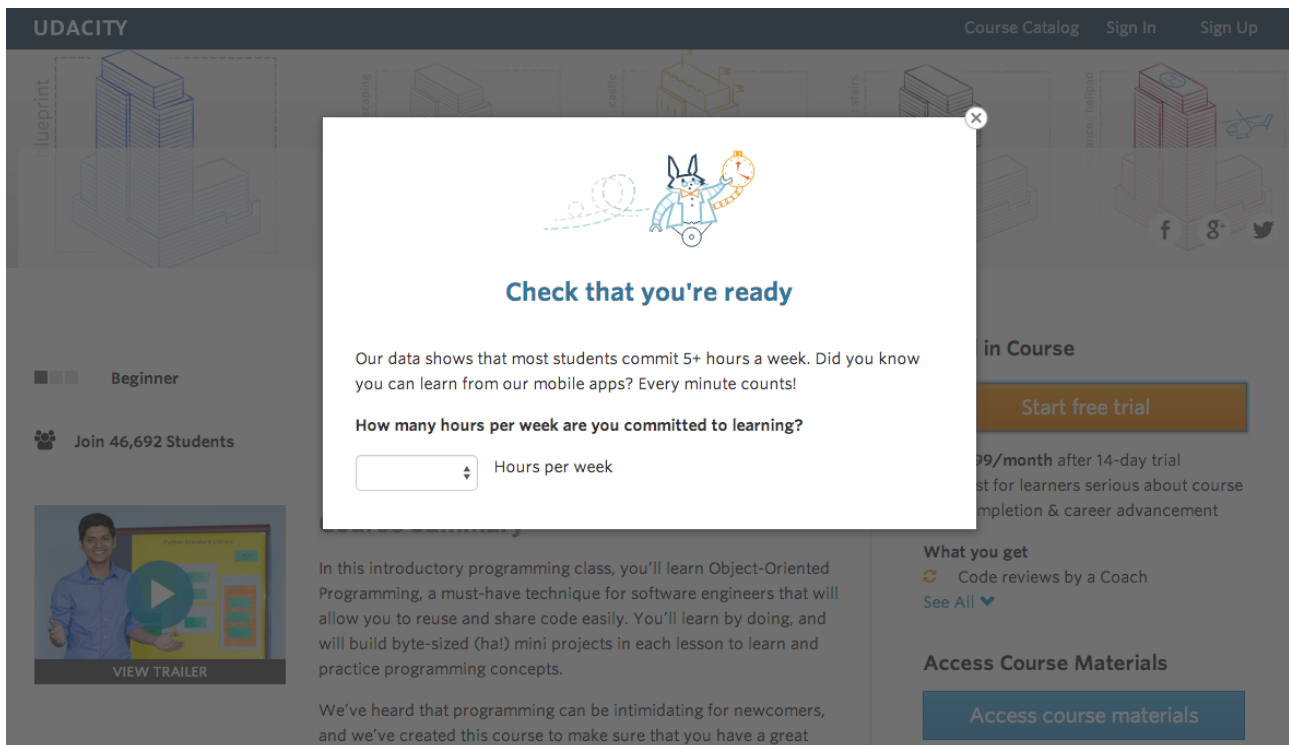 UDACITY
Course Catalog
Sign In
Sign Up
blueprint
castle
stairs
helipad
Check that you're ready
Our data shows that most students commit 5+ hours a week. Did you know
you can learn from our mobile apps? Every minute counts!
How many hours per week are you committed to learning?
Hours per week
Beginner
Join 46,692 Students
VIEW TRAILER
In this introductory programming class, you'll learn Object-Oriented
Programming, a must-have technique for software engineers that will
allow you to reuse and share code easily. You'll learn by doing, and
will build byte-sized (ha!) mini projects in each lesson to learn and
practice programming concepts.
We've heard that programming can be intimidating for newcomers,
and we've created this course to make sure that you have a great
in Course
Start free trial
99/month after 14-day trial
st for learners serious about course
mpletion & career advancement
What you get
Code reviews by a Coach
See All
Access Course Materials
Access course materials